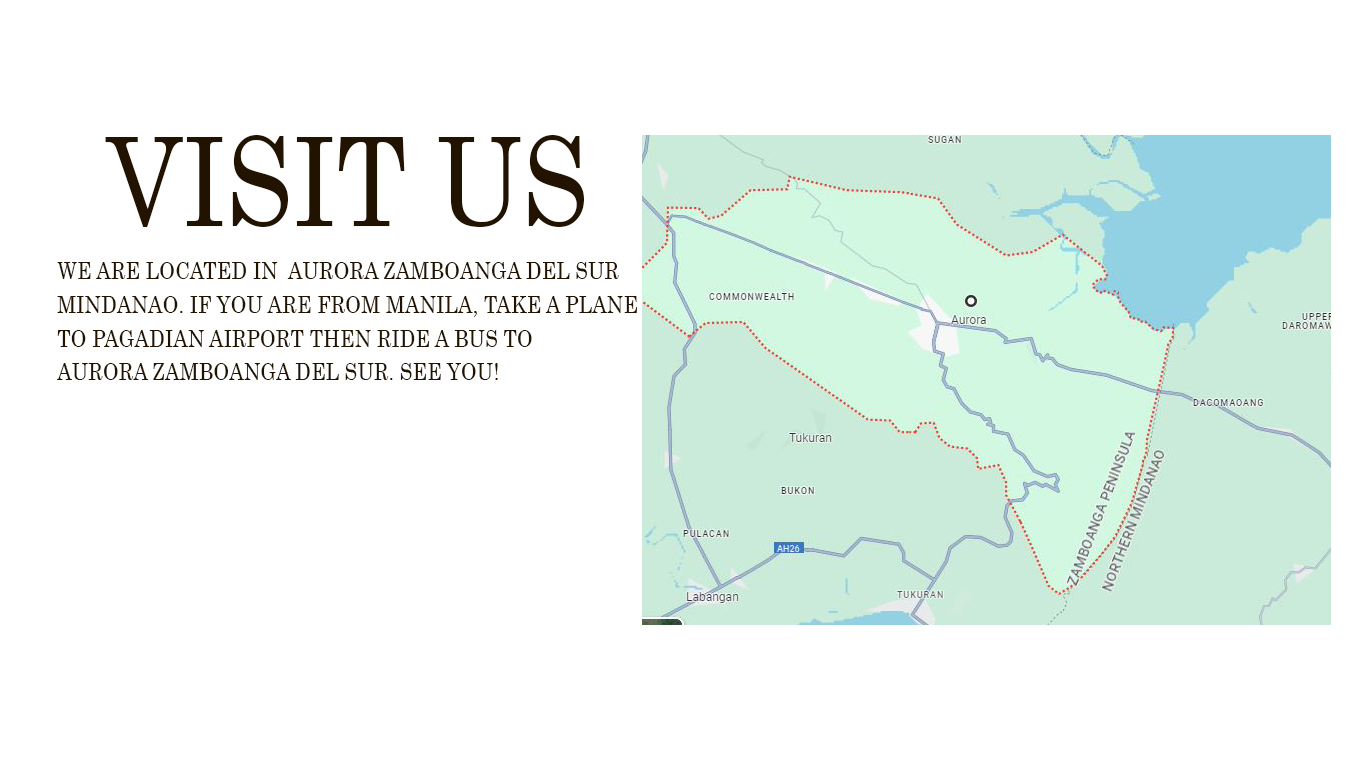 VISIT US
WE ARE LOCATED IN  AURORA ZAMBOANGA DEL SUR
MINDANAO. IF YOU ARE FROM MANILA, TAKE A PLANE
TO PAGADIAN AIRPORT THEN RIDE A BUS TO
AURORA ZAMBOANGA DEL SUR. SEE YOU!
SUGAN
COMMONWEALTH
Aurora
UPPER
DAROMAW
DACOMAOANG
Tukuran
BUKON
ZAMBOANGA PENINSULA
NORTHERN MINDANAO
PULACAN
AH26
Labangan
TUKURAN